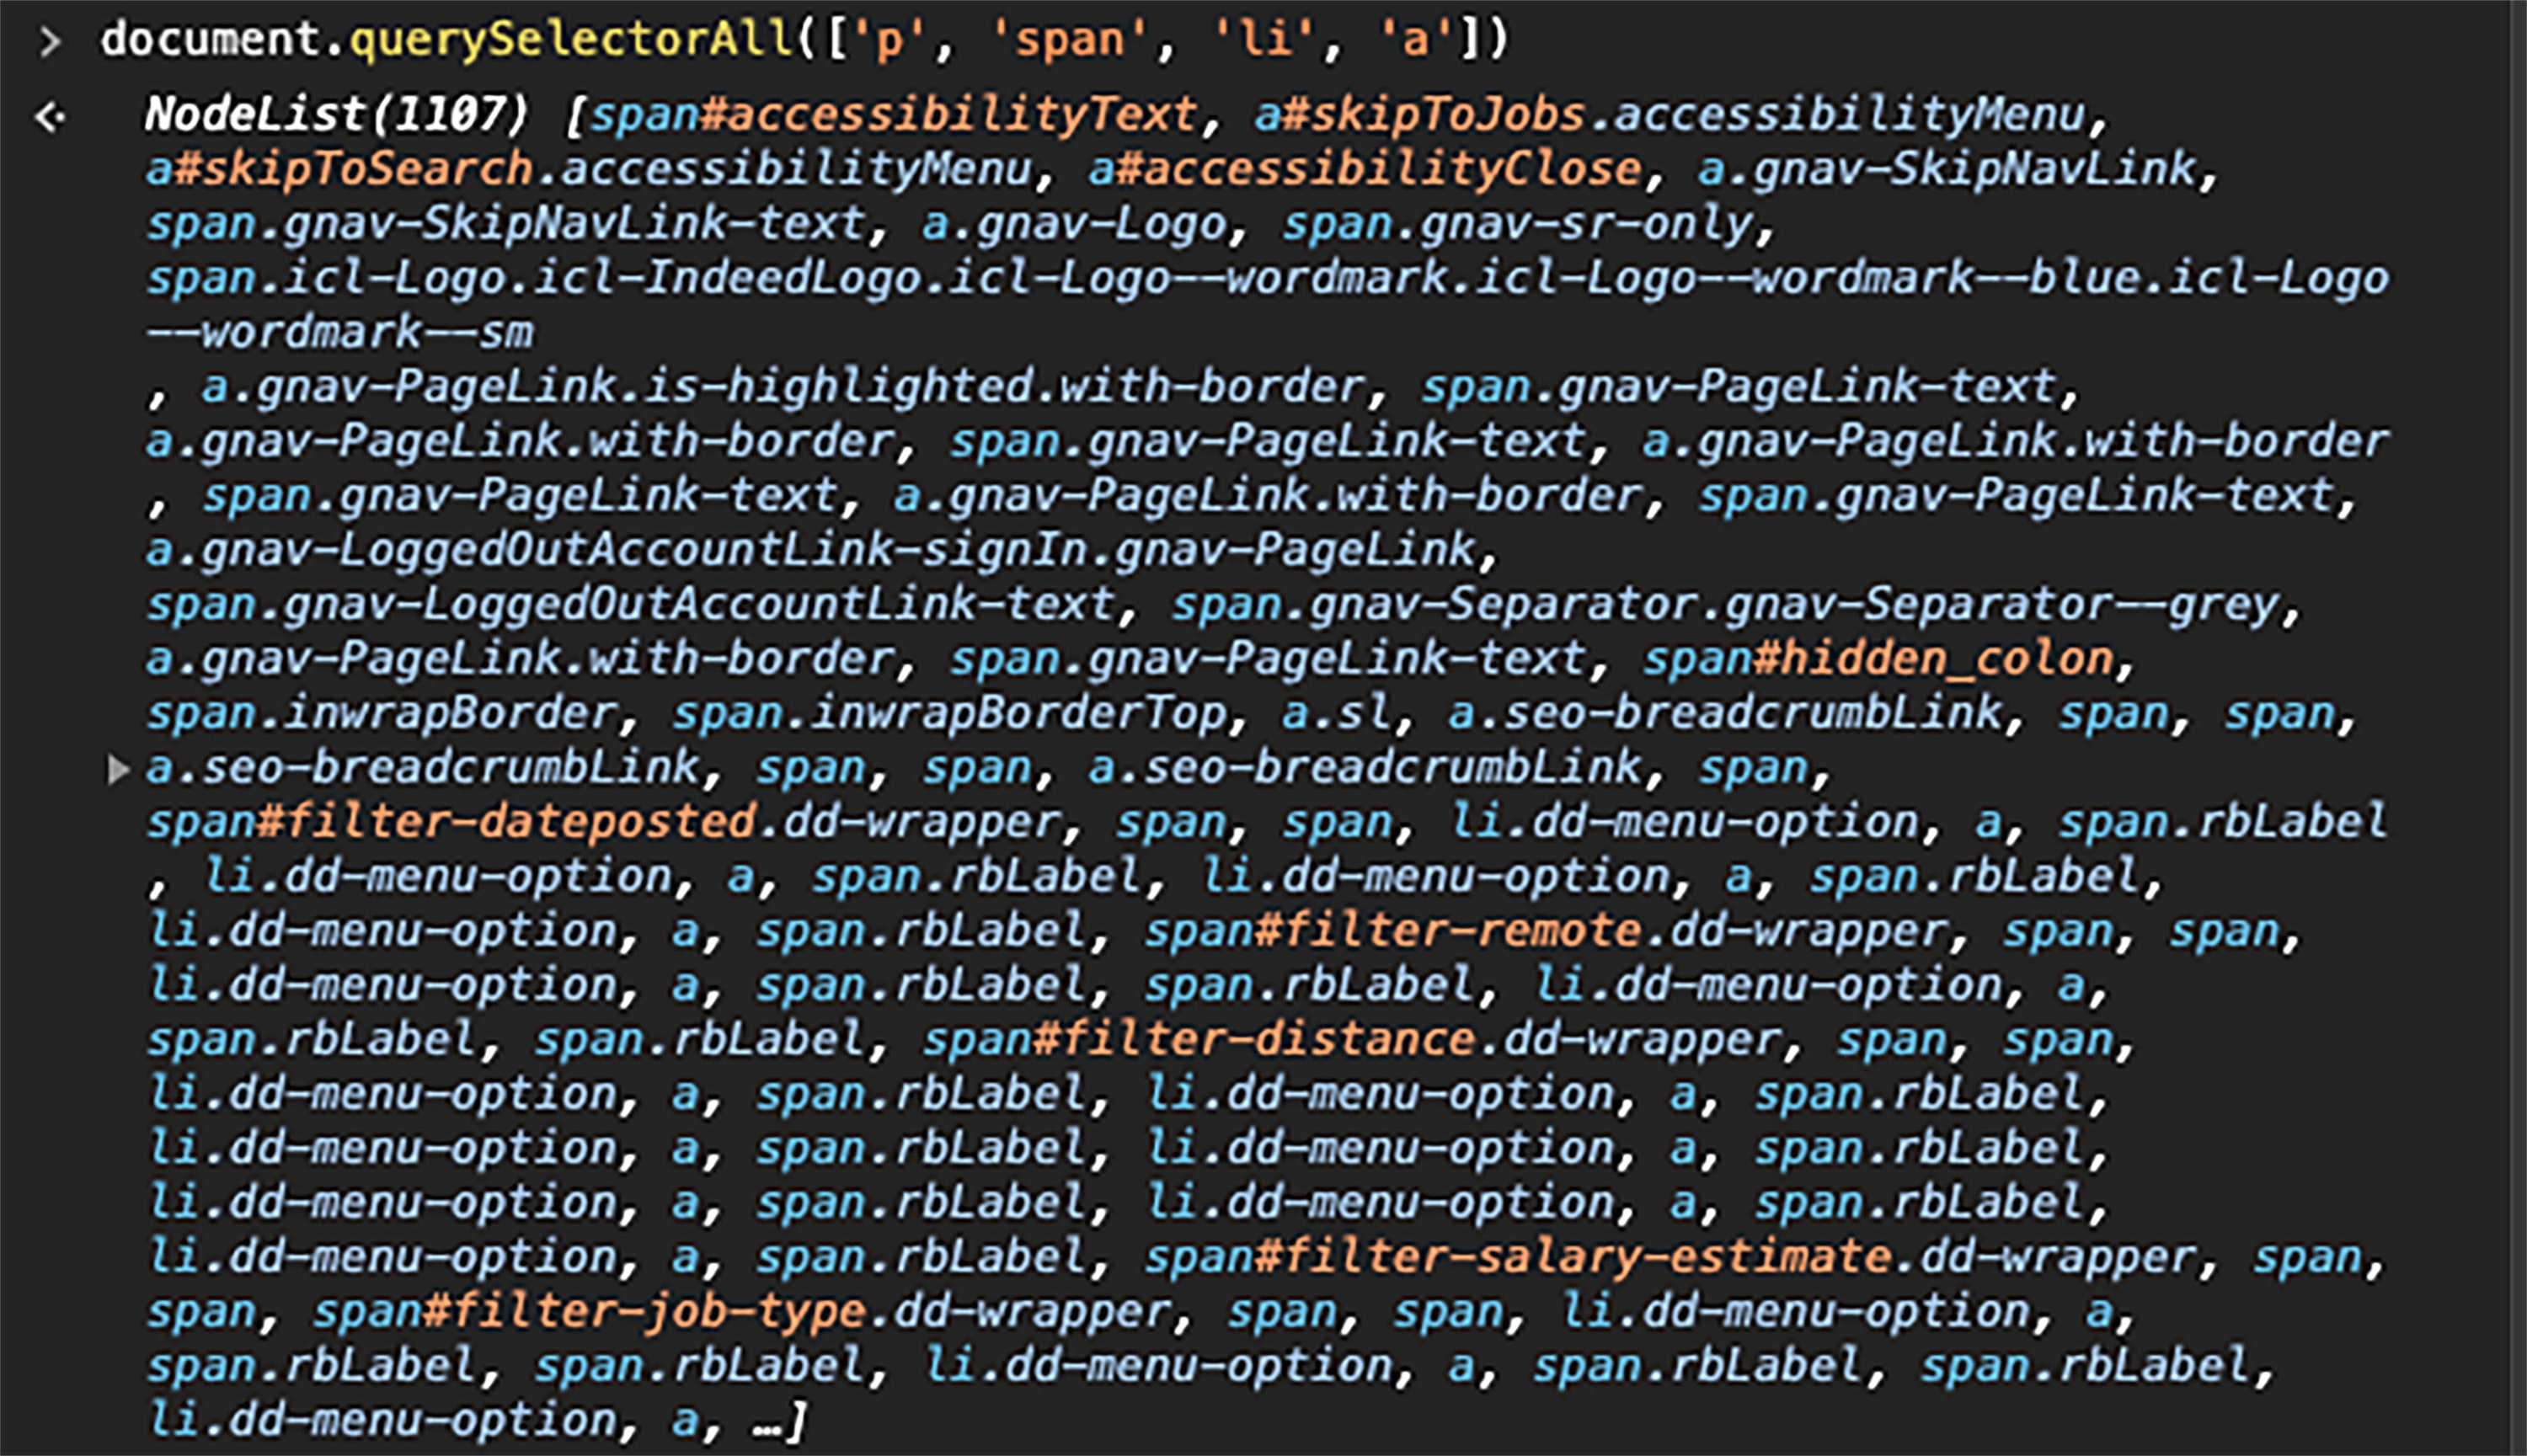 > document.querySelectorAll(['p', 'span', 'li', 'a'])
NodeList(1107) [span#accessibilityText, a#skipToJobs.accessibilityMenu,
a#skipToSearch.accessibilityMenu, a#accessibilityClose, a.gnav-SkipNavLink,
span.gnav-SkipNavLink-text, a.gnav-Logo, span.gnav-sr-only,
span.icl-Logo.icl-IndeedLogo.icl-Logo--wordmark.icl-Logo--wordmark--blue.icl-Logo
--wordmark--sm
, a.gnav-PageLink.is-highlighted.with-border, span.gnav-PageLink-text,
a.gnav-PageLink.with-border, span.gnav-PageLink-text, a.gnav-PageLink.with-border
, span.gnav-PageLink-text, a.gnav-PageLink.with-border, span.gnav-PageLink-text,
a.gnav-LoggedOutAccountLink-signIn.gnav-PageLink,
span.gnav-LoggedOutAccountLink-text, span.gnav-Separator.gnav-Separator--grey,
a.gnav-PageLink.with-border, span.gnav-PageLink-text, span#hidden_colon,
span.inwrapBorder, span.inwrapBorderTop, a.sl, a.seo-breadcrumbLink, span, span,
a.seo-breadcrumbLink, span, span, a.seo-breadcrumbLink, span,
span#filter-dateposted.dd-wrapper, span, span, li.dd-menu-option, a, span.rbLabel
, li.dd-menu-option, a, span.rbLabel, li.dd-menu-option, a, span.rbLabel,
li.dd-menu-option, a, span.rbLabel, span#filter-remote.dd-wrapper, span, span,
li.dd-menu-option, a, span.rbLabel, span.rbLabel, li.dd-menu-option, a,
span.rbLabel, span.rbLabel, span#filter-distance.dd-wrapper, span, span,
li.dd-menu-option, a, span.rbLabel, li.dd-menu-option, a, span.rbLabel,
li.dd-menu-option, a, span.rbLabel, li.dd-menu-option, a, span.rbLabel,
li.dd-menu-option, a, span.rbLabel, li.dd-menu-option, a, span.rbLabel,
li.dd-menu-option, a, span.rbLabel, span#filter-salary-estimate.dd-wrapper, span,
span, span#filter-job-type.dd-wrapper, span, span, li.dd-menu-option, a,
span.rbLabel, span.rbLabel, li.dd-menu-option, a, span.rbLabel, span.rbLabel,
li.dd-menu-option, a, …]